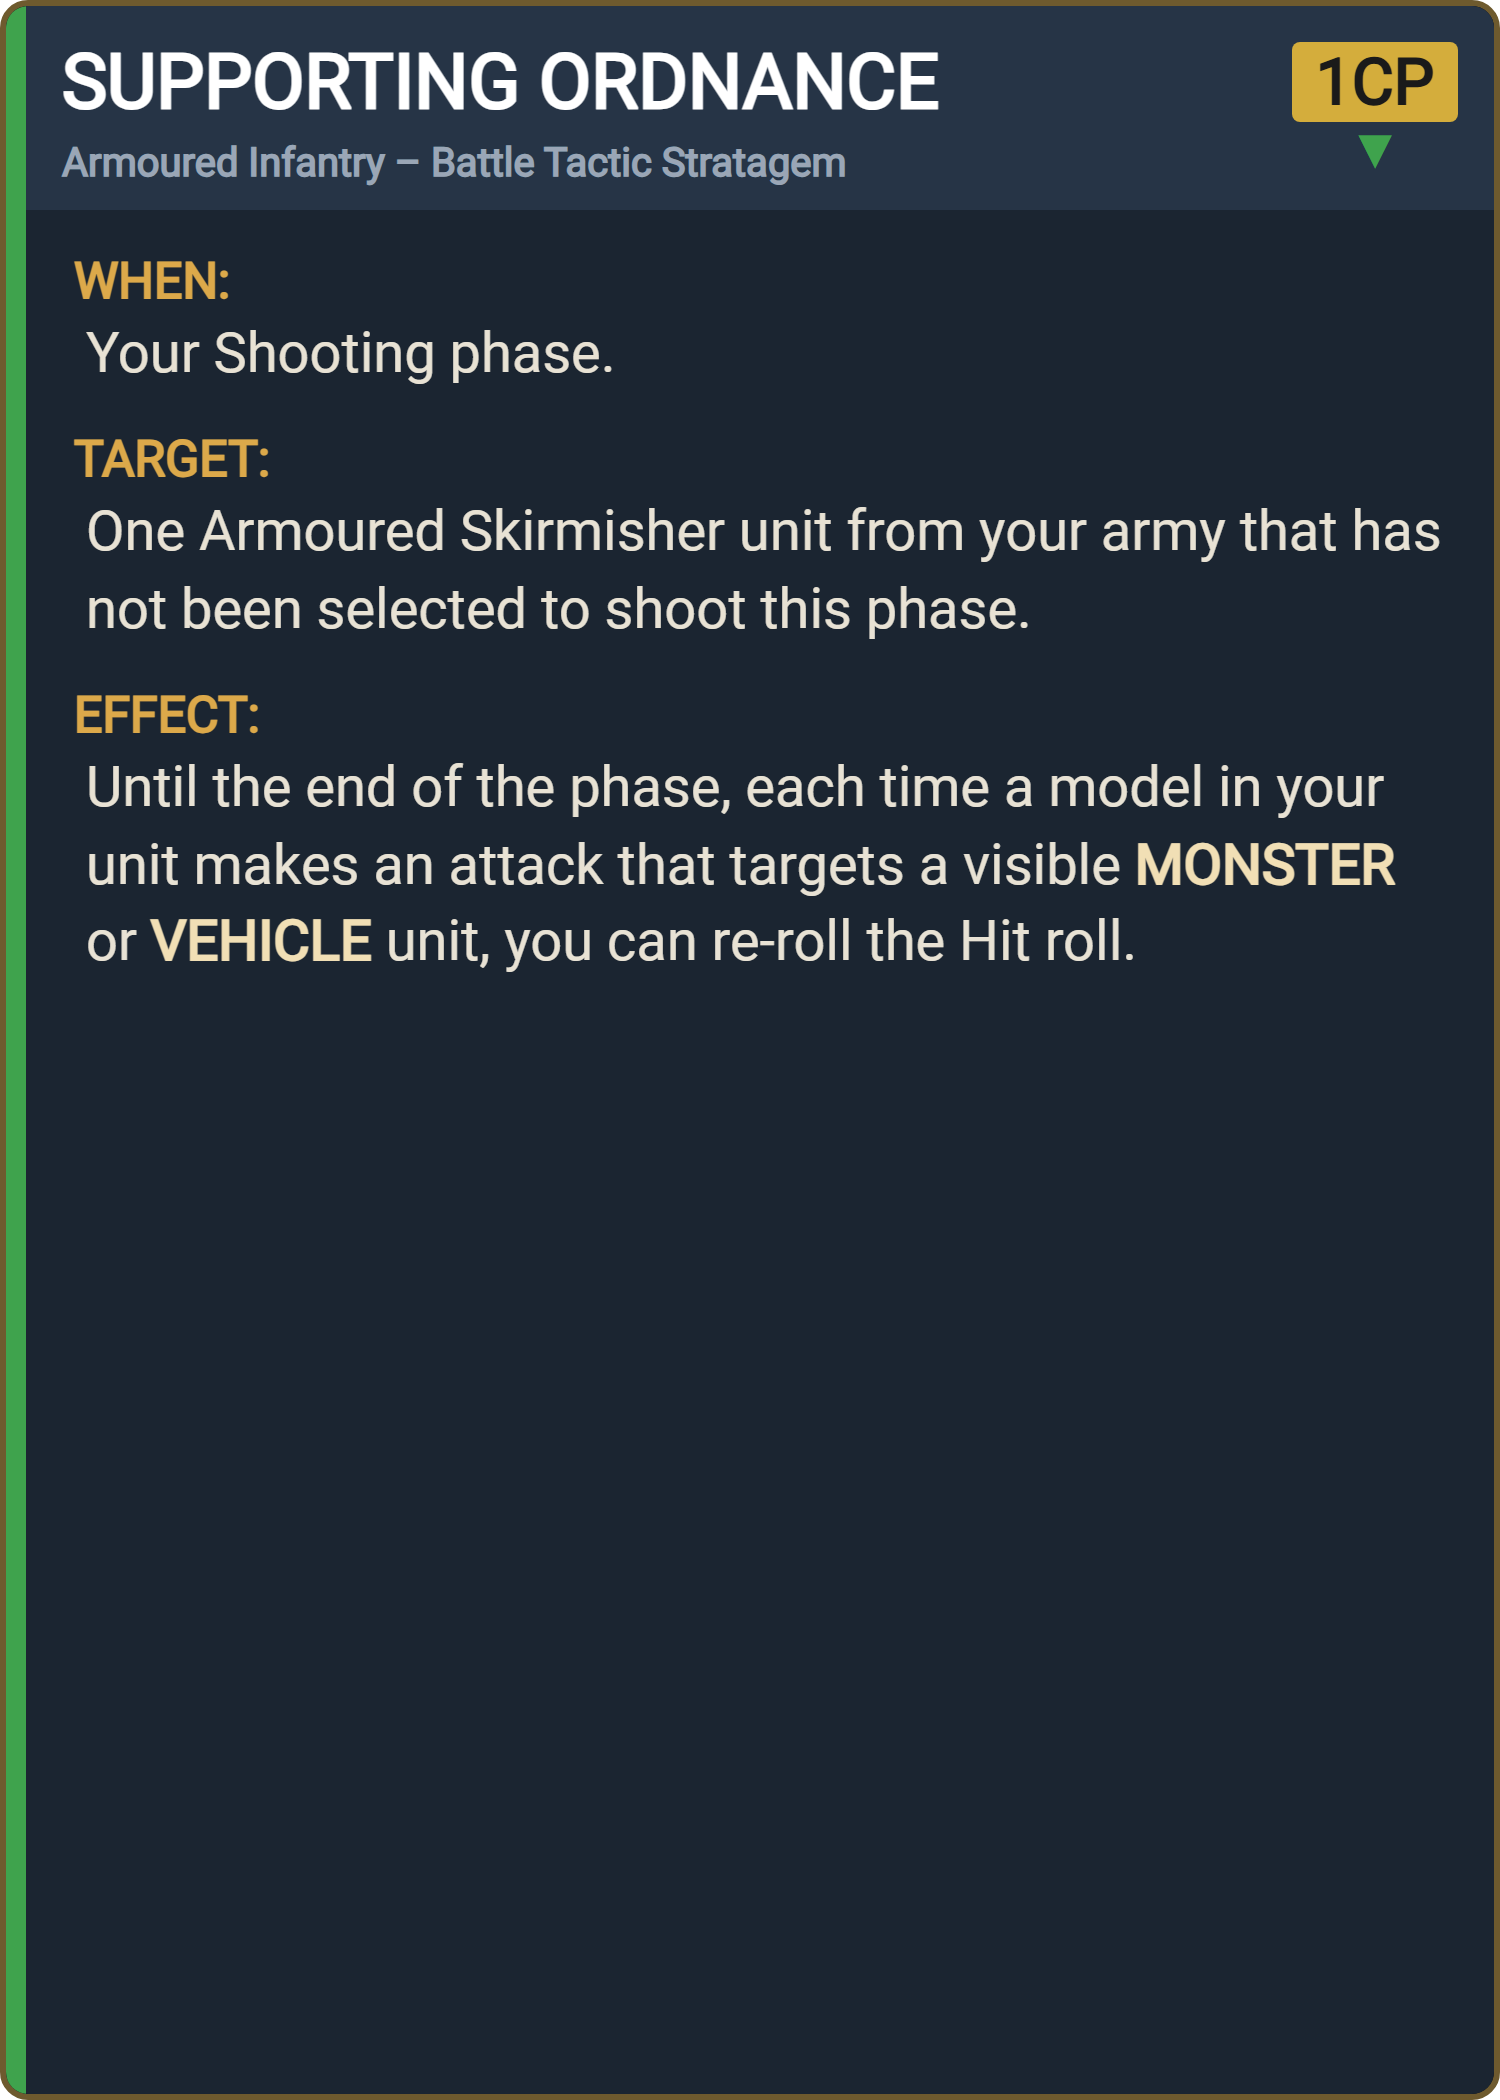 SUPPORTING ORDNANCE
1CP
Armoured Infantry – Battle Tactic Stratagem
WHEN:
Your Shooting phase.
TARGET:
One Armoured Skirmisher unit from your army that has
not been selected to shoot this phase.
EFFECT:
Until the end of the phase, each time a model in your
unit makes an attack that targets a visible MONSTER
or VEHICLE unit, you can re-roll the Hit roll.